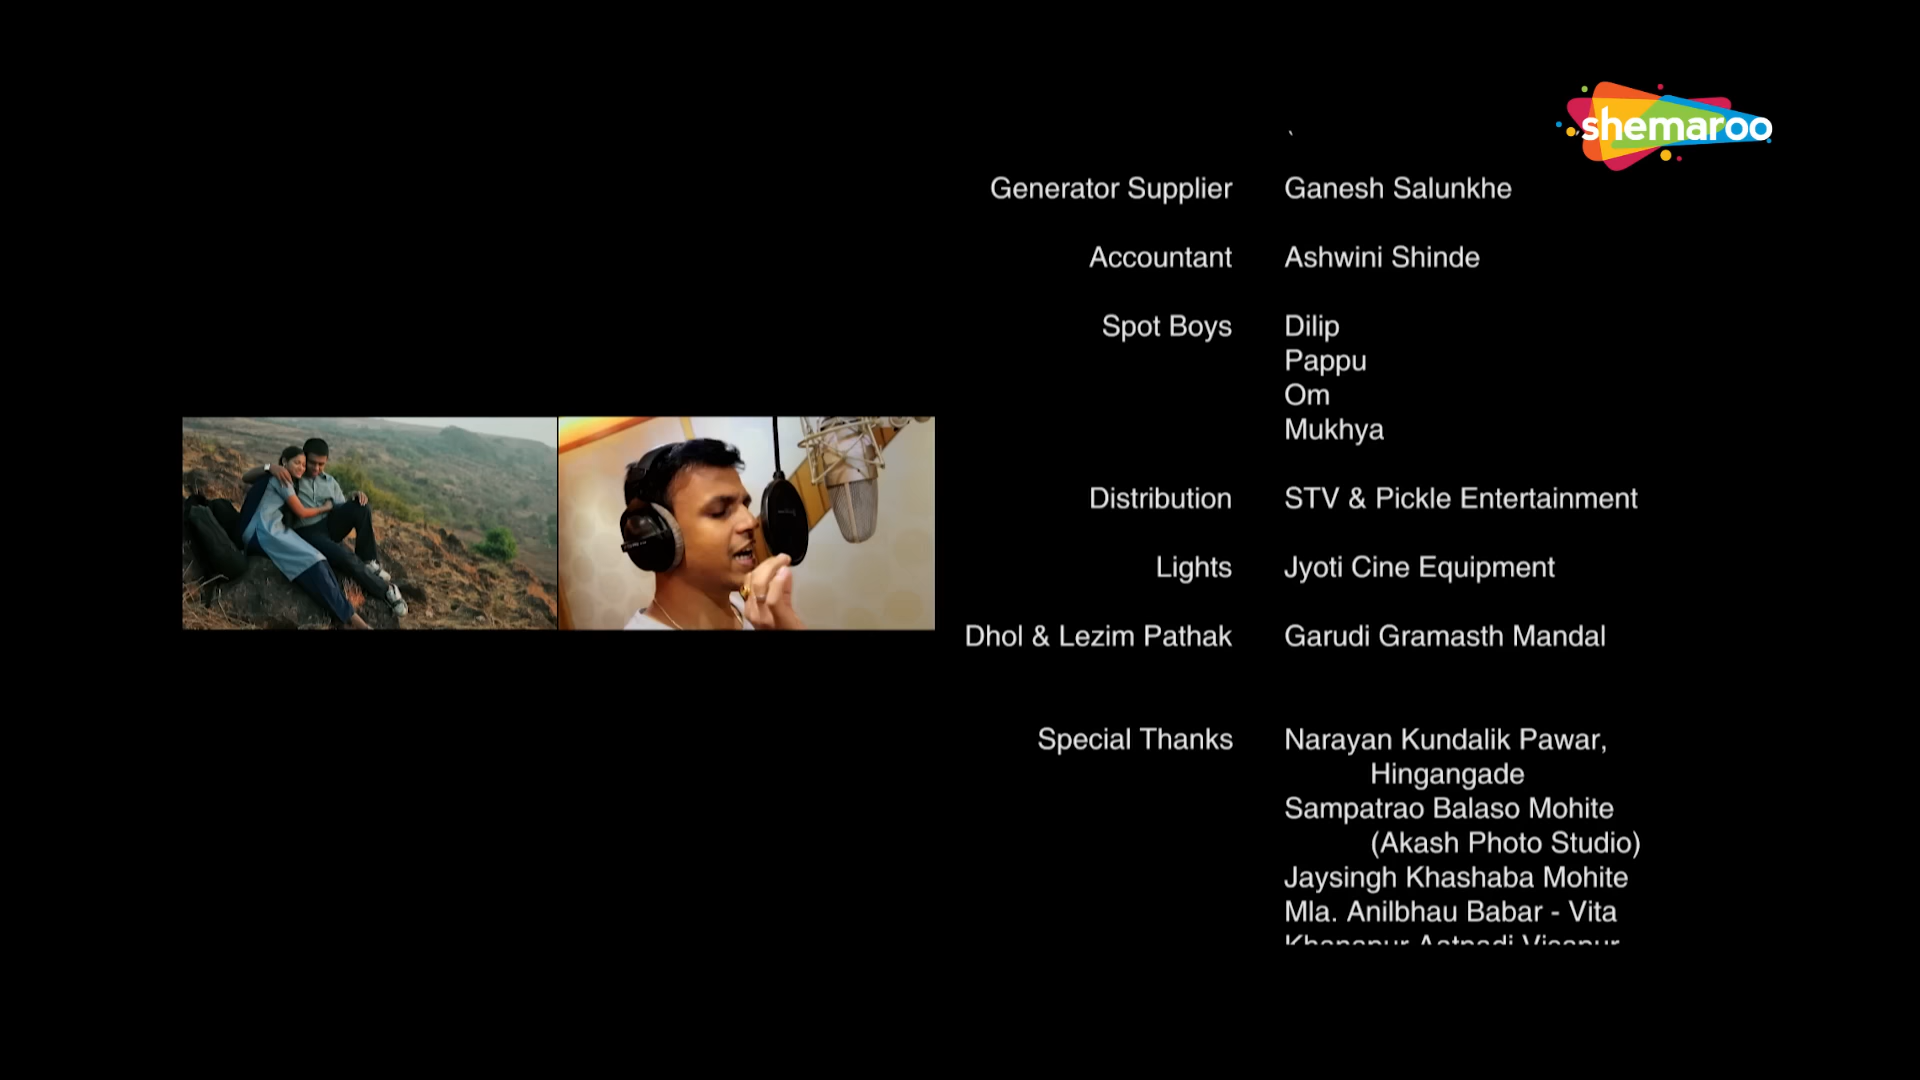 shemaroo
Generator Supplier Ganesh Salunkhe
Accountant Ashwini Shinde
Spot Boys Dilip
Pappu
Om
Mukhya
Distribution STV & Pickle Entertainment
Lights Jyoti Cine Equipment
Dhol & Lezim Pathak Garudi Gramasth Mandal
Special Thanks Narayan Kundalik Pawar,
Hingangade
Sampatrao Balaso Mohite
(Akash Photo Studio)
Jaysingh Khashaba Mohite
Mla. Anilbhau Babar - Vita